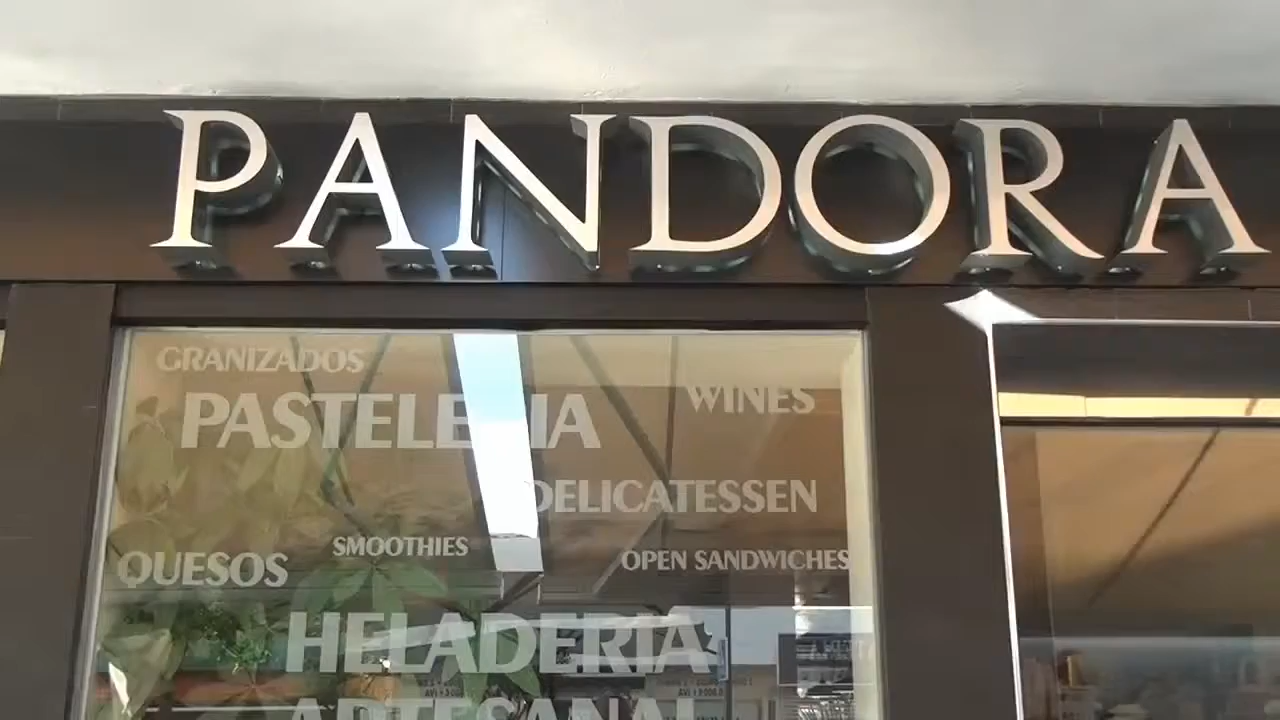 PANDORA
GRANIZADOS
PASTELERIA
WINES
DELICATESSEN
SMOOTHIES
QUESOS
OPEN SANDWICHES
HELADERIA
ARTESANAL